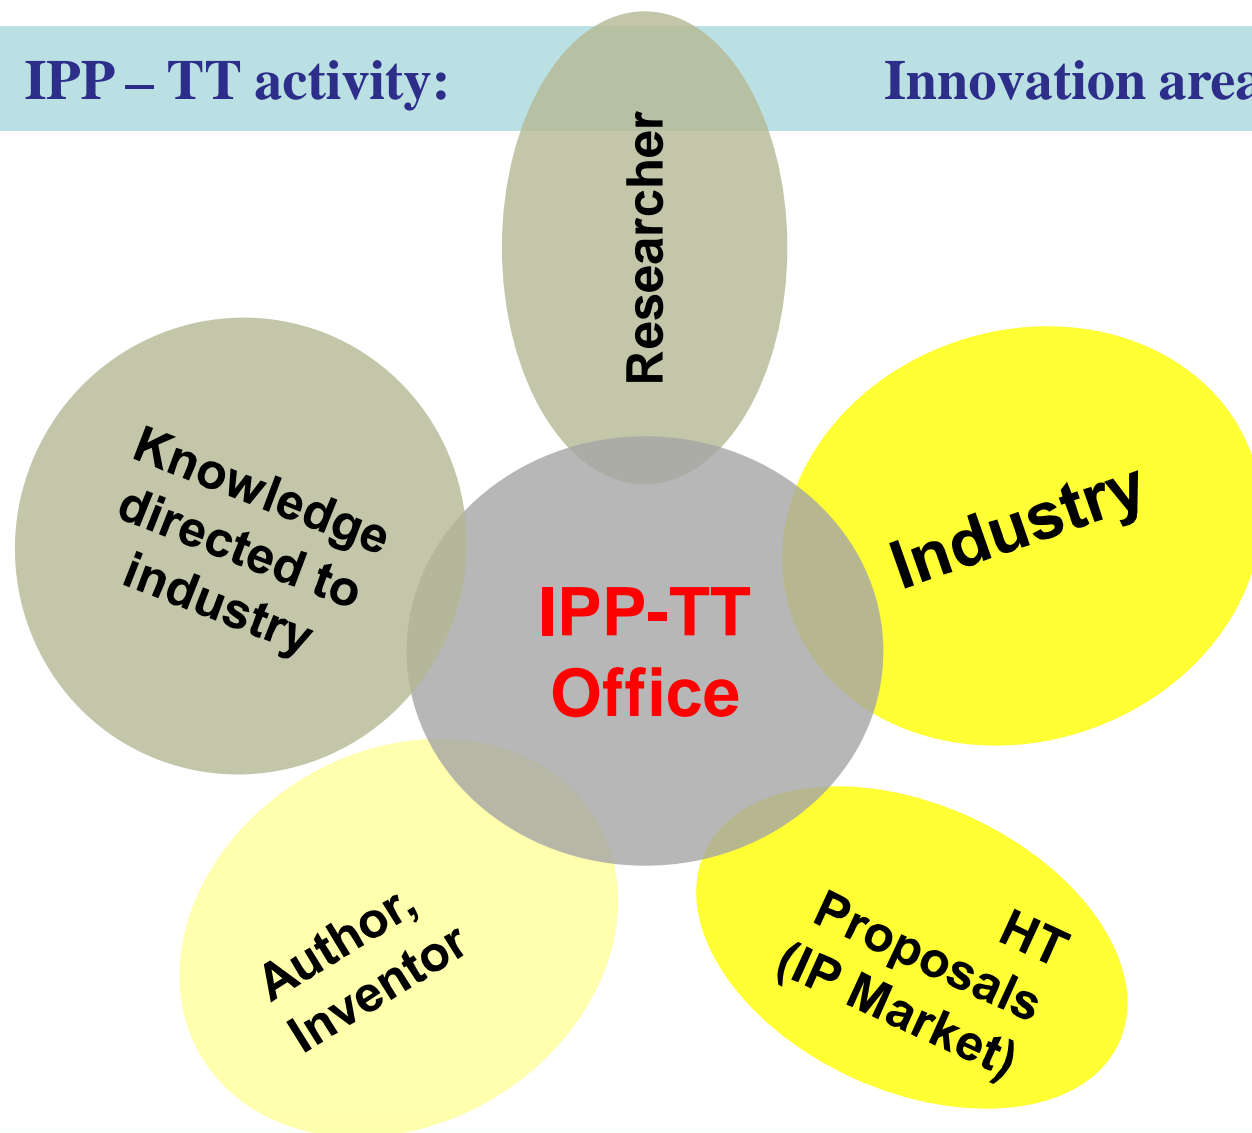 IPP – TT activity: Innovation area
Researcher
Knowledge
directed to
industry
Industry
IPP-TT
Office
Author,
Inventor
HT
Proposals
(IP Market)